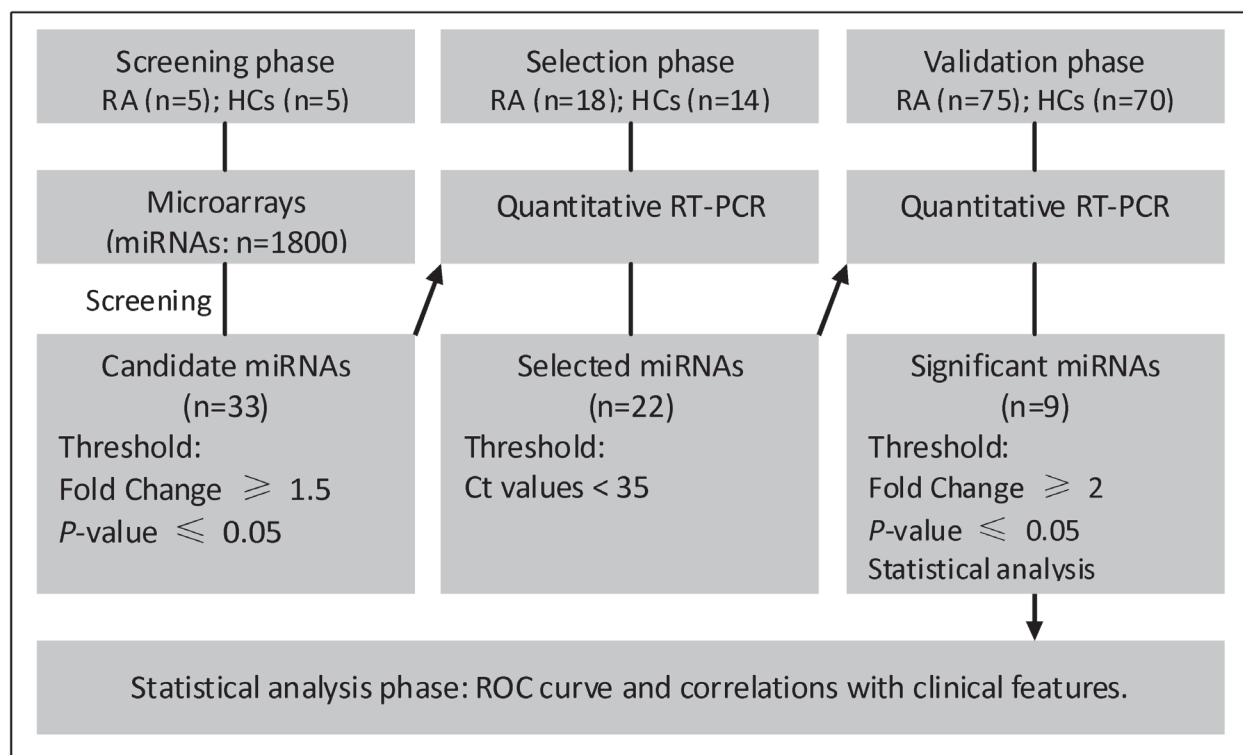 Screening phase
RA (n=5); HCs (n=5)
Microarrays
(miRNAs: n=1800)
Screening
Candidate miRNAs
(n=33)
Threshold:
Fold Change ≥ 1.5
P-value ≤ 0.05
Selection phase
RA (n=18); HCs (n=14)
Quantitative RT-PCR
Selected miRNAs
(n=22)
Threshold:
Ct values < 35
Validation phase
RA (n=75); HCs (n=70)
Quantitative RT-PCR
Significant miRNAs
(n=9)
Threshold:
Fold Change ≥ 2
P-value ≤ 0.05
Statistical analysis
Statistical analysis phase: ROC curve and correlations with clinical features.